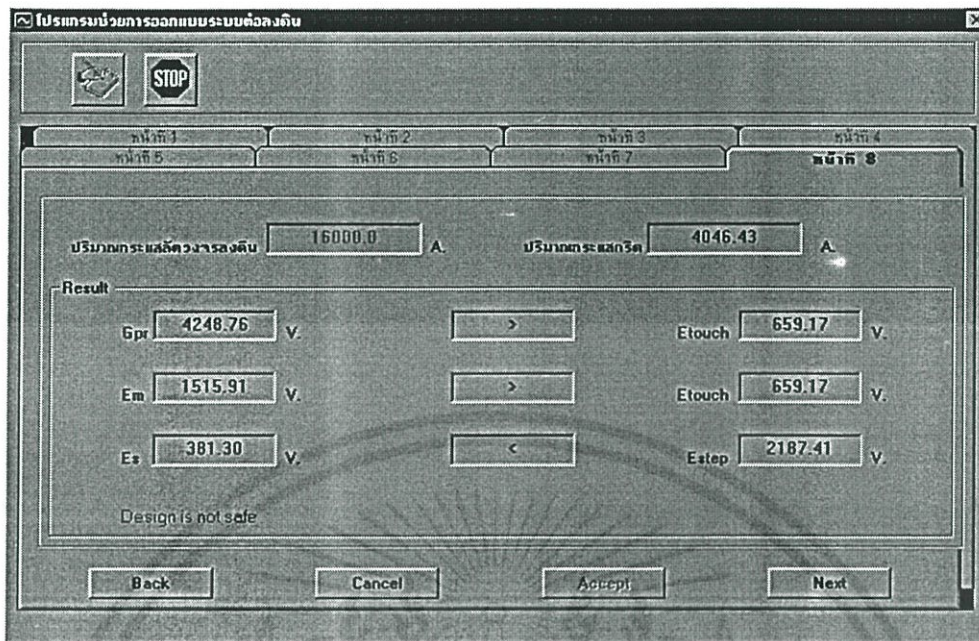 โปรแกรมช่วยการออกแบบระบบต่อลงดิน
STOP
หน้าที่ 1 หน้าที่ 2 หน้าที่ 3 หน้าที่ 4
หน้าที่ 5 หน้าที่ 6 หน้าที่ 7 หน้าที่ 8
ปริมาณกระแสลัดวงจรลงดิน 16000.0 A. ปริมาณกระแสกริด 4046.43 A.
Result
Gpr 4248.76 V. > Etouch 659.17 V.
Em 1515.91 V. > Etouch 659.17 V.
Es 381.30 V. < Estep 2187.41 V.
Design is not safe
Back Cancel Accept Next